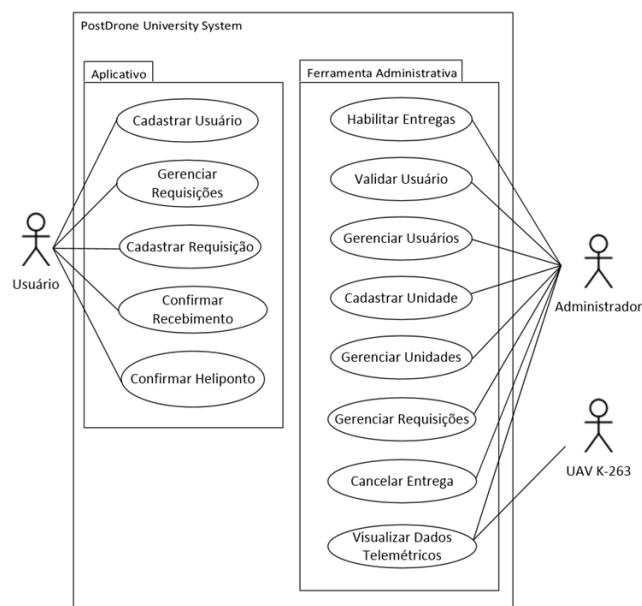 PostDrone University System
Aplicativo
Cadastrar Usuário
Gerenciar
Requisições
Cadastrar Requisição
Confirmar
Recebimento
Confirmar Heliponto
Usuário
Ferramenta Administrativa
Habilitar Entregas
Validar Usuário
Gerenciar Usuários
Cadastrar Unidade
Gerenciar Unidades
Gerenciar Requisições
Cancelar Entrega
Visualizar Dados
Telemétricos
Administrador
UAV K-263